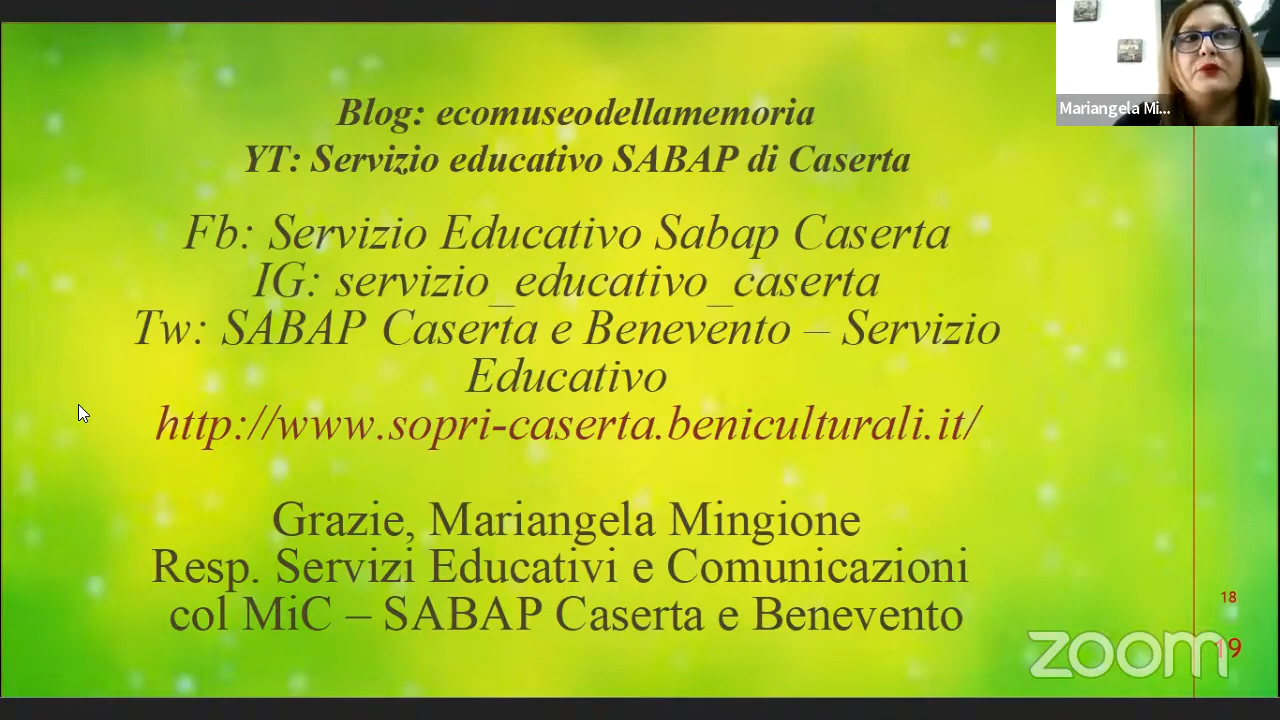 Mariangela Mi...
Blog: ecomuseodellamemoria
YT: Servizio educativo SABAP di Caserta
Fb: Servizio Educativo Sabap Caserta
IG: servizio_educativo_caserta
Tw: SABAP Caserta e Benevento – Servizio
Educativo
http://www.sopri-caserta.beniculturali.it/
Grazie, Mariangela Mingione
Resp. Servizi Educativi e Comunicazioni
col MiC – SABAP Caserta e Benevento
18
19
zoom